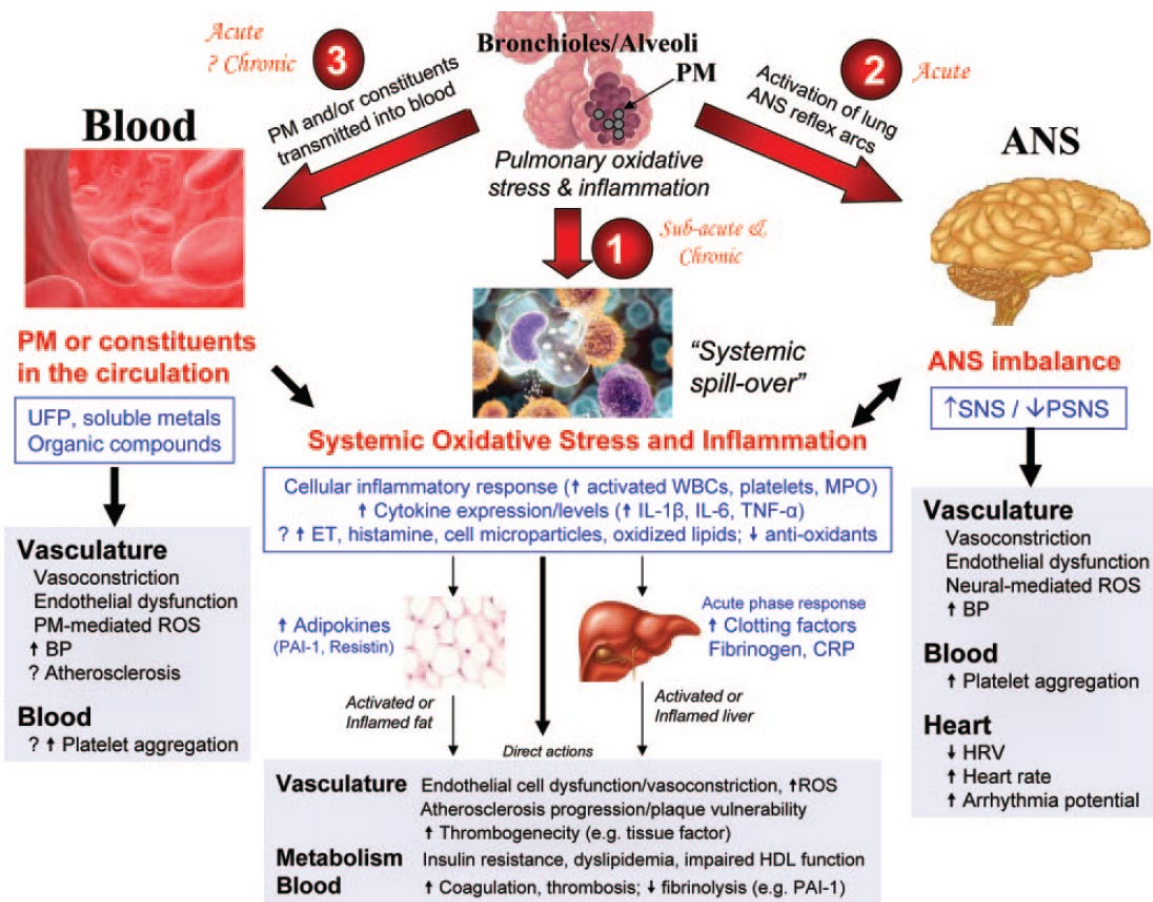 Acute
? Chronic
3
PM and/or constituents
transmitted into blood
Bronchioles/Alveoli
PM
Pulmonary oxidative
stress & inflammation
2
Acute
Activation of lung
ANS reflex arcs
Blood
ANS
1
Sub-acute &
Chronic
"Systemic
spill-over"
PM or constituents
in the circulation
UFP, soluble metals
Organic compounds
Vasculature
Vasoconstriction
Endothelial dysfunction
PM-mediated ROS
↑ BP
? Atherosclerosis
Blood
? ↑ Platelet aggregation
Systemic Oxidative Stress and Inflammation
Cellular inflammatory response (↑ activated WBCs, platelets, MPO)
↑ Cytokine expression/levels (↑ IL-1β, IL-6, TNF-α)
? ↑ ET, histamine, cell microparticles, oxidized lipids; ↓ anti-oxidants
↑ Adipokines
(PAI-1, Resistin)
Activated or
Inflamed fat
Acute phase response
↑ Clotting factors
Fibrinogen, CRP
Activated or
Inflamed liver
Direct actions
Vasculature Endothelial cell dysfunction/vasoconstriction, ↑ROS
Atherosclerosis progression/plaque vulnerability
↑ Thrombogenecity (e.g. tissue factor)
Metabolism Insulin resistance, dyslipidemia, impaired HDL function
Blood ↑ Coagulation, thrombosis; ↓ fibrinolysis (e.g. PAI-1)
ANS imbalance
↑SNS / ↓PSNS
Vasculature
Vasoconstriction
Endothelial dysfunction
Neural-mediated ROS
↑ BP
Blood
↑ Platelet aggregation
Heart
↓ HRV
↑ Heart rate
↑ Arrhythmia potential